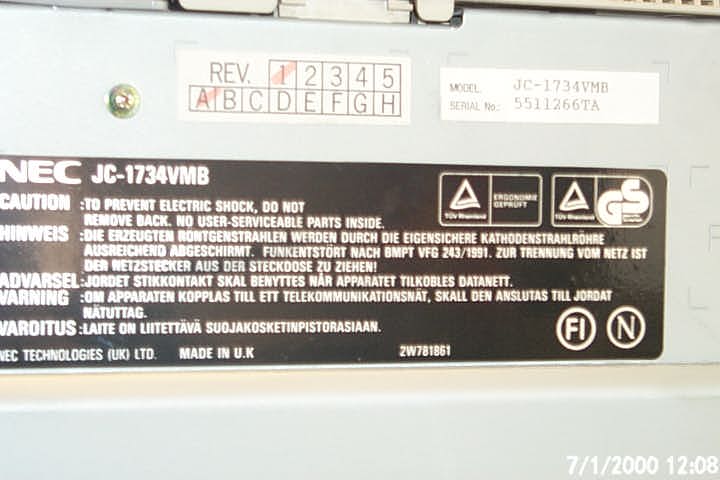 REV. 1 2 3 4 5
A B C D E F G H
MODEL. JC-1734VMB
SERIAL No.: 5511266TA
NEC JC-1734VMB
TÜV Rheinland
ERGONOMIE GEPRÜFT
TÜV Rheinland
GS
CAUTION :TO PREVENT ELECTRIC SHOCK, DO NOT
REMOVE BACK. NO USER-SERVICEABLE PARTS INSIDE.
HINWEIS :DIE ERZEUGTEN RÖNTGENSTRAHLEN WERDEN DURCH DIE EIGENSICHERE KATHODENSTRAHLRÖHRE
AUSREICHEND ABGESCHIRMT. FUNKENTSTÖRT NACH BMPT VFG 243/1991. ZUR TRENNUNG VOM NETZ IST
DER NETZSTECKER AUS DER STECKDOSE ZU ZIEHEN!
ADVARSEL:JORDET STIKKONTAKT SKAL BENYTTES NÅR APPARATET TILKOBLES DATANETT.
VARNING :OM APPARATEN KOPPLAS TILL ETT TELEKOMMUNIKATIONSNÄT, SKALL DEN ANSLUTAS TILL JORDAT
NÄTUTTAG.
VAROITUS :LAITE ON LIITETTÄVÄ SUOJAKOSKETINPISTORASIAAN.
FI N
NEC TECHNOLOGIES (UK) LTD. MADE IN U.K 2W781861
7/1/2000 12:08